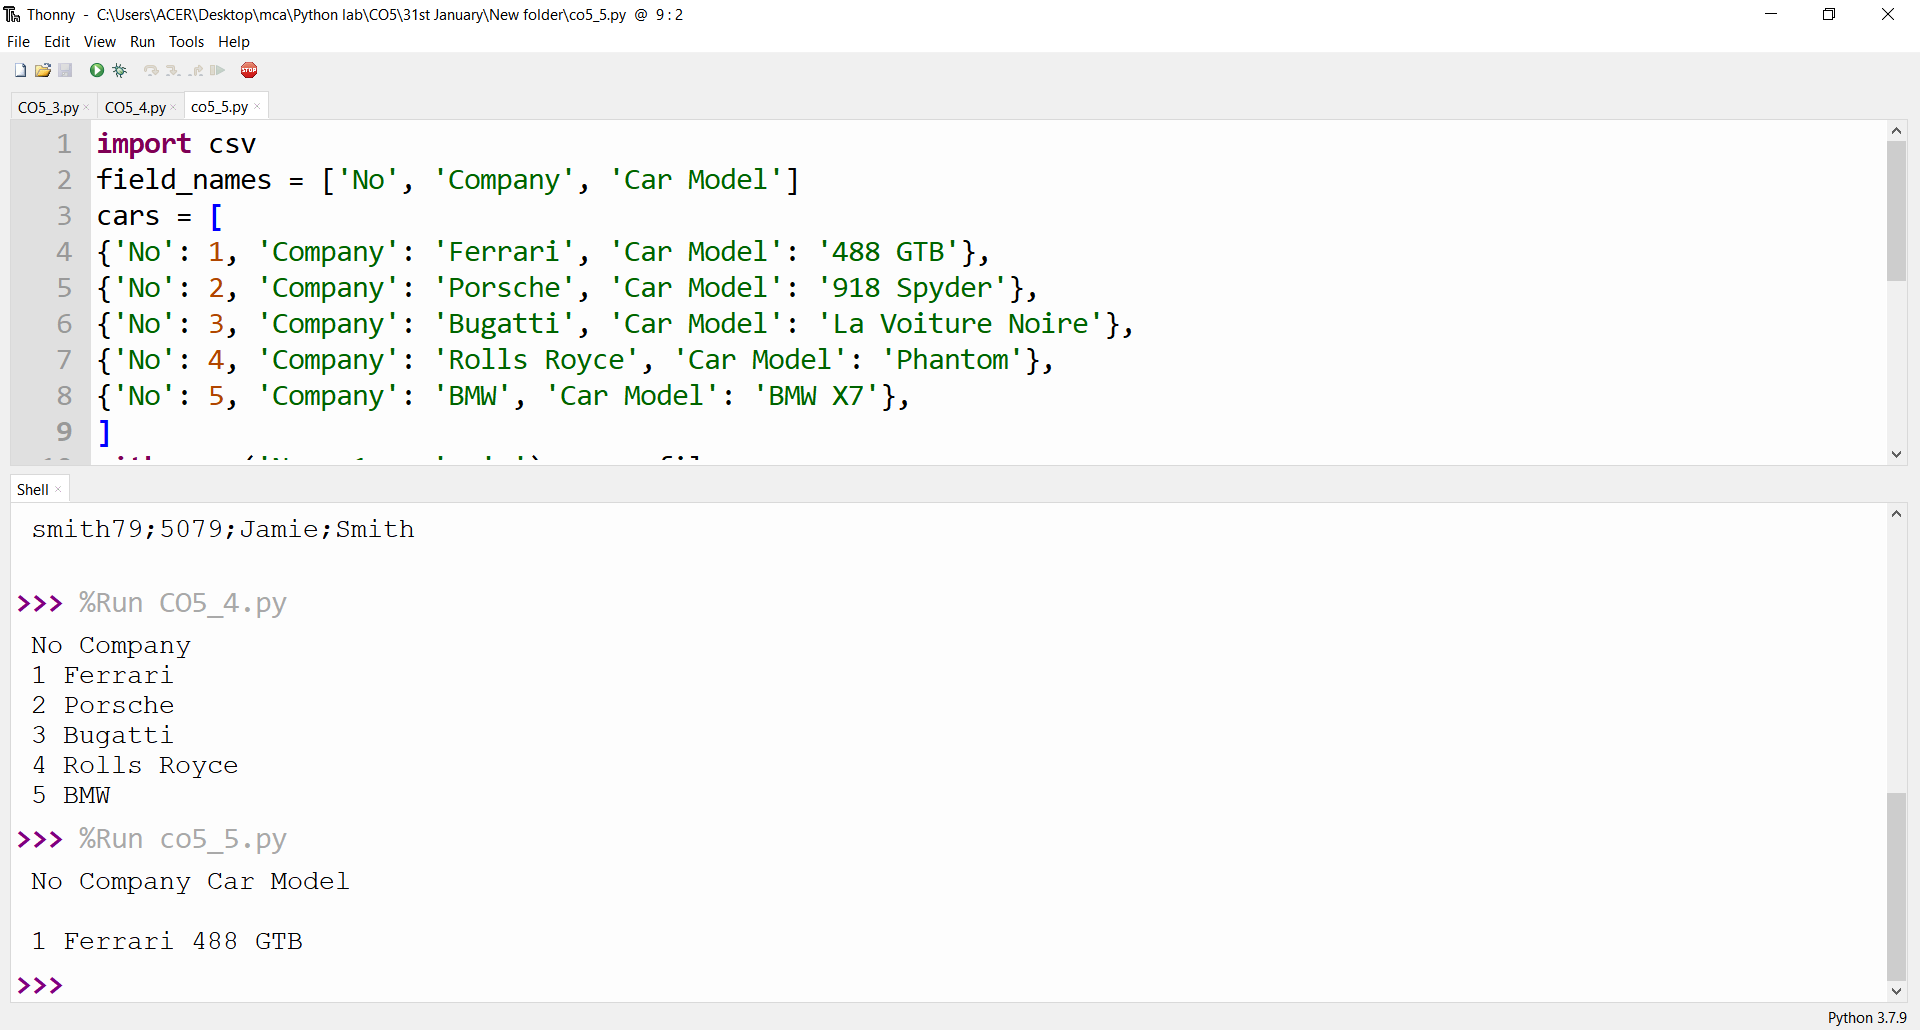 Thonny - C:\Users\ACER\Desktop\mca\Python lab\CO5\31st January\New folder\co5_5.py @ 9 : 2
File Edit View Run Tools Help
STOP
CO5_3.py × CO5_4.py × co5_5.py ×
1 import csv
2 field_names = ['No', 'Company', 'Car Model']
3 cars = [
4 {'No': 1, 'Company': 'Ferrari', 'Car Model': '488 GTB'},
5 {'No': 2, 'Company': 'Porsche', 'Car Model': '918 Spyder'},
6 {'No': 3, 'Company': 'Bugatti', 'Car Model': 'La Voiture Noire'},
7 {'No': 4, 'Company': 'Rolls Royce', 'Car Model': 'Phantom'},
8 {'No': 5, 'Company': 'BMW', 'Car Model': 'BMW X7'},
9 ]
Shell ×
smith79;5079;Jamie;Smith
>>> %Run CO5_4.py
No Company
1 Ferrari
2 Porsche
3 Bugatti
4 Rolls Royce
5 BMW
>>> %Run co5_5.py
No Company Car Model
1 Ferrari 488 GTB
>>>
Python 3.7.9